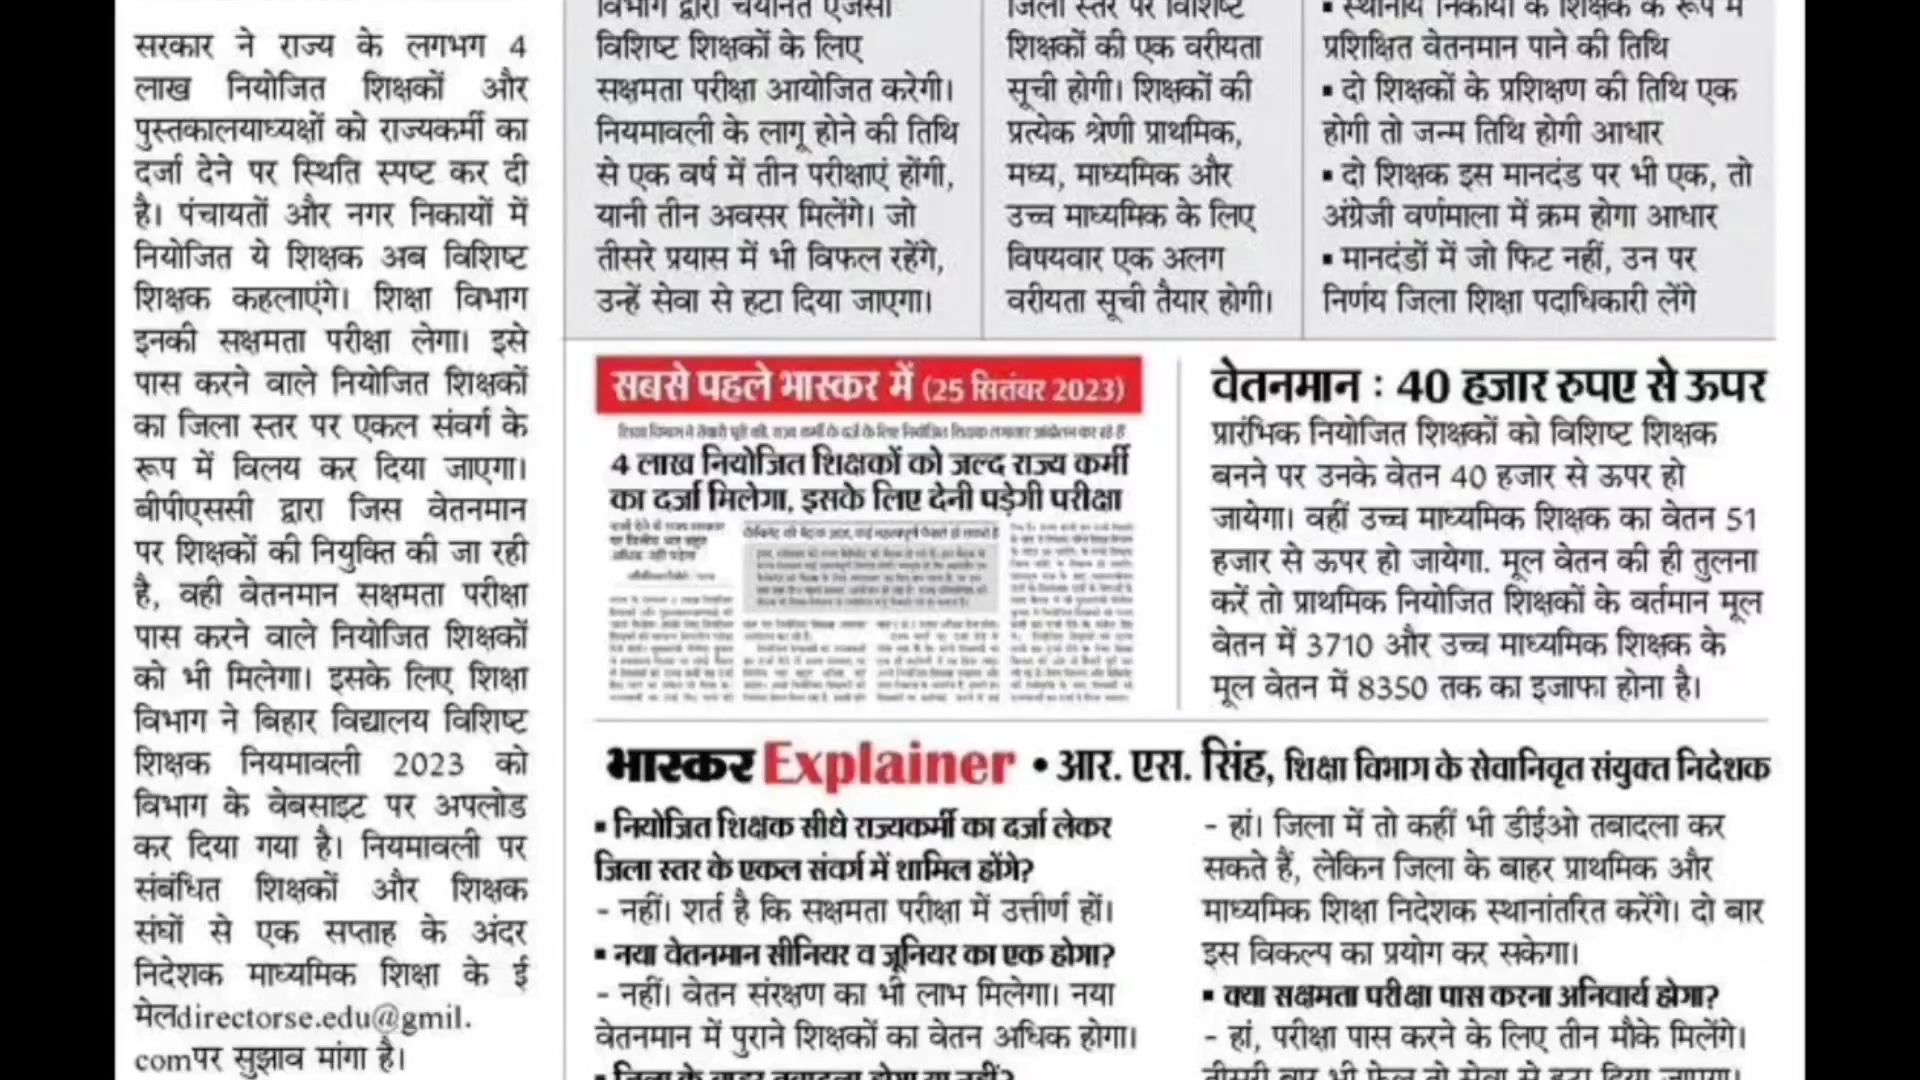 सरकार ने राज्य के लगभग 4
लाख नियोजित शिक्षकों और
पुस्तकालयाध्यक्षों को राज्यकर्मी का
दर्जा देने पर स्थिति स्पष्ट कर दी
है। पंचायतों और नगर निकायों में
नियोजित ये शिक्षक अब विशिष्ट
शिक्षक कहलाएंगे। शिक्षा विभाग
इनकी सक्षमता परीक्षा लेगा। इसे
पास करने वाले नियोजित शिक्षकों
का जिला स्तर पर एकल संवर्ग के
रूप में विलय कर दिया जाएगा।
बीपीएससी द्वारा जिस वेतनमान
पर शिक्षकों की नियुक्ति की जा रही
है, वही वेतनमान सक्षमता परीक्षा
पास करने वाले नियोजित शिक्षकों
को भी मिलेगा। इसके लिए शिक्षा
विभाग ने बिहार विद्यालय विशिष्ट
शिक्षक नियमावली 2023 को
विभाग के वेबसाइट पर अपलोड
कर दिया गया है। नियमावली पर
संबंधित शिक्षकों और शिक्षक
संघों से एक सप्ताह के अंदर
निदेशक माध्यमिक शिक्षा के ई
मेलdirectorse.edu@gmil.
comपर सुझाव मांगा है।
विभाग द्वारा चयनित एजेंसी
विशिष्ट शिक्षकों के लिए
सक्षमता परीक्षा आयोजित करेगी।
नियमावली के लागू होने की तिथि
से एक वर्ष में तीन परीक्षाएं होंगी,
यानी तीन अवसर मिलेंगे। जो
तीसरे प्रयास में भी विफल रहेंगे,
उन्हें सेवा से हटा दिया जाएगा।
जिला स्तर पर विशिष्ट
शिक्षकों की एक वरीयता
सूची होगी। शिक्षकों की
प्रत्येक श्रेणी प्राथमिक,
मध्य, माध्यमिक और
उच्च माध्यमिक के लिए
विषयवार एक अलग
वरीयता सूची तैयार होगी।
▪ स्थानीय निकायों के शिक्षक के रूप में
प्रशिक्षित वेतनमान पाने की तिथि
▪ दो शिक्षकों के प्रशिक्षण की तिथि एक
होगी तो जन्म तिथि होगी आधार
▪ दो शिक्षक इस मानदंड पर भी एक, तो
अंग्रेजी वर्णमाला में क्रम होगा आधार
▪ मानदंडों में जो फिट नहीं, उन पर
निर्णय जिला शिक्षा पदाधिकारी लेंगे
सबसे पहले भास्कर में (25 सितंबर 2023)
4 लाख नियोजित शिक्षकों को जल्द राज्य कर्मी
का दर्जा मिलेगा, इसके लिए देनी पड़ेगी परीक्षा
वेतनमान : 40 हजार रुपए से ऊपर
प्रारंभिक नियोजित शिक्षकों को विशिष्ट शिक्षक
बनने पर उनके वेतन 40 हजार से ऊपर हो
जायेगा। वहीं उच्च माध्यमिक शिक्षक का वेतन 51
हजार से ऊपर हो जायेगा. मूल वेतन की ही तुलना
करें तो प्राथमिक नियोजित शिक्षकों के वर्तमान मूल
वेतन में 3710 और उच्च माध्यमिक शिक्षक के
मूल वेतन में 8350 तक का इजाफा होना है।
भास्कर Explainer • आर. एस. सिंह, शिक्षा विभाग के सेवानिवृत संयुक्त निदेशक
▪ नियोजित शिक्षक सीधे राज्यकर्मी का दर्जा लेकर
जिला स्तर के एकल संवर्ग में शामिल होंगे?
- नहीं। शर्त है कि सक्षमता परीक्षा में उत्तीर्ण हों।
▪ नया वेतनमान सीनियर व जूनियर का एक होगा?
- नहीं। वेतन संरक्षण का भी लाभ मिलेगा। नया
वेतनमान में पुराने शिक्षकों का वेतन अधिक होगा।
▪ जिला के बाहर तबादला होगा या नहीं?
- हां। जिला में तो कहीं भी डीईओ तबादला कर
सकते हैं, लेकिन जिला के बाहर प्राथमिक और
माध्यमिक शिक्षा निदेशक स्थानांतरित करेंगे। दो बार
इस विकल्प का प्रयोग कर सकेगा।
▪ क्या सक्षमता परीक्षा पास करना अनिवार्य होगा?
- हां, परीक्षा पास करने के लिए तीन मौके मिलेंगे।
तीसरी बार भी फेल तो सेवा से हटा दिया जाएगा।